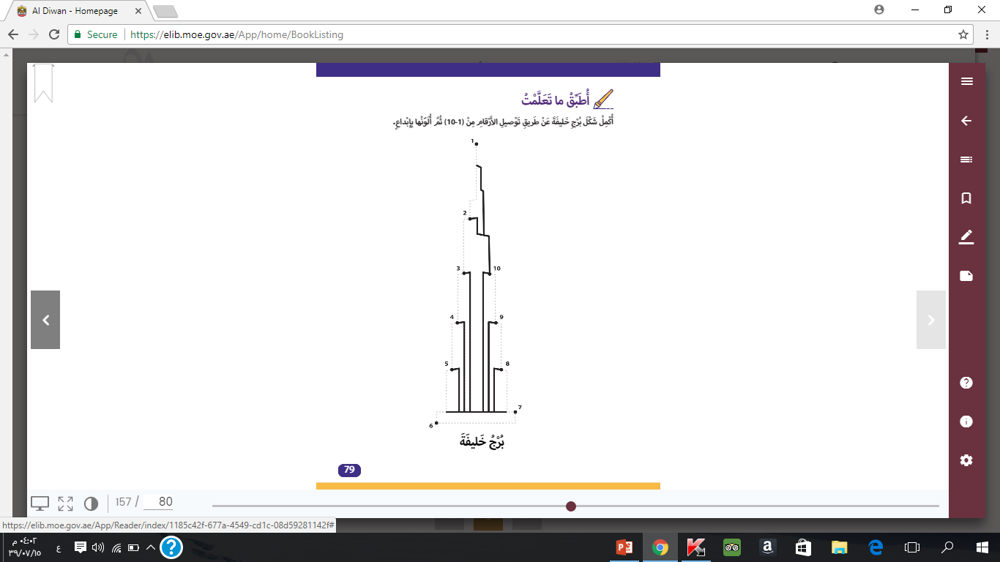 Al Diwan - Homepage
Secure
https://elib.moe.gov.ae/App/home/BookListing
أُطَبِّقُ ما تَعَلَّمْتُ
أُكْمِلُ شَكْلَ بُرْجِ خَليفَةَ عَنْ طَريقِ تَوْصيلِ الأَرْقامِ مِنْ (1-10) ثُمَّ أُلَوِّنُها بِإِبْداعٍ.
1
2
3
10
4
9
5
8
7
6
بُرْجُ خَليفَةَ
79
157 / 80
https://elib.moe.gov.ae/App/Reader/index/1185c42f-677a-4549-cd1c-08d59281142f#
٠٤:٠٢ م
٣٩/٠٧/١٥
ع